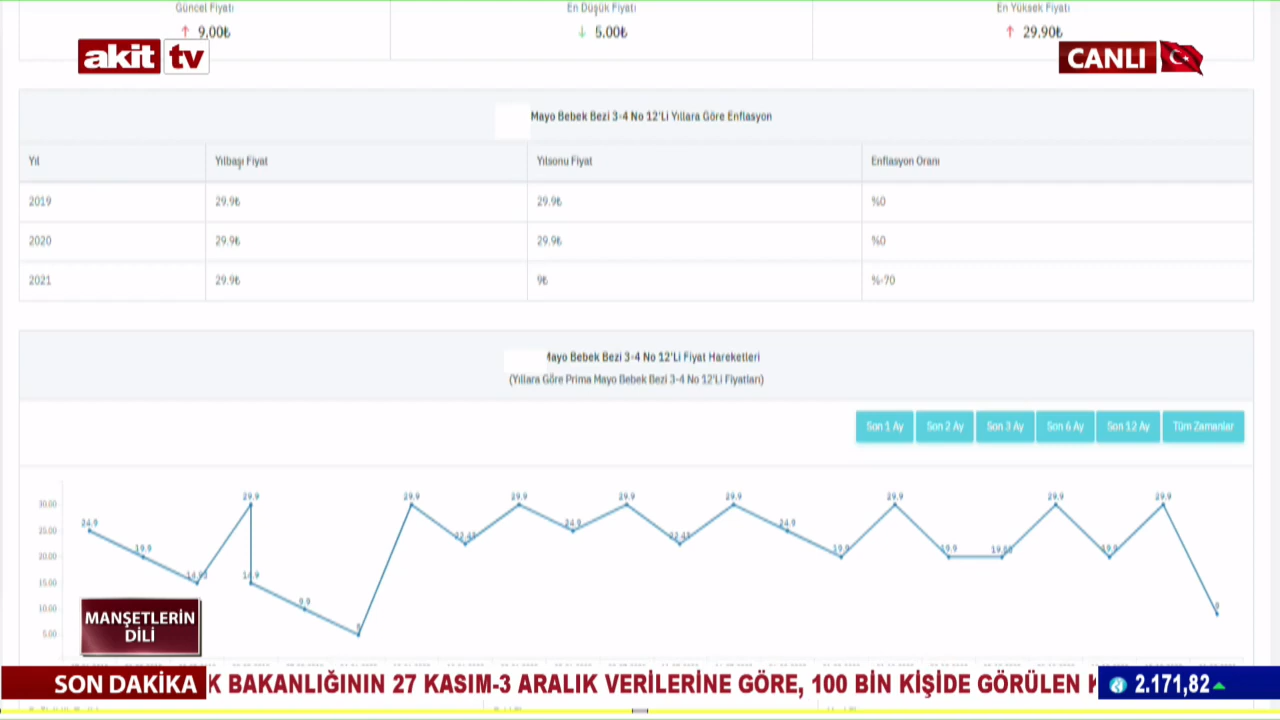 Güncel Fiyatı
En Düşük Fiyatı
En Yüksek Fiyatı
↑ 9,00₺
↓ 5.00₺
↑ 29.90₺
akit tv
CANLI
Mayo Bebek Bezi 3-4 No 12'Li Yıllara Göre Enflasyon
Yıl Yılbaşı Fiyat Yılsonu Fiyat Enflasyon Oranı
2019 29.9₺ 29.9₺ %0
2020 29.9₺ 29.9₺ %0
2021 29.9₺ 9₺ %-70
Mayo Bebek Bezi 3-4 No 12'Li Fiyat Hareketleri
(Yıllara Göre Prima Mayo Bebek Bezi 3-4 No 12'Li Fiyatları)
Son 1 Ay Son 2 Ay Son 3 Ay Son 6 Ay Son 12 Ay Tüm Zamanlar
30.00
25.00
20.00
15.00
10.00
5.00
24.9 19.9 14.95 29.9 14.9 9.9 5 29.9 22.43 29.9 24.9 29.9 22.43 29.9 24.9 19.9 29.9 19.9 29.9 19.9 29.9 9
MANŞETLERİN
DİLİ
SON DAKİKA
K BAKANLIĞININ 27 KASIM-3 ARALIK VERİLERİNE GÖRE, 100 BİN KİŞİDE GÖRÜLEN
2.171,82